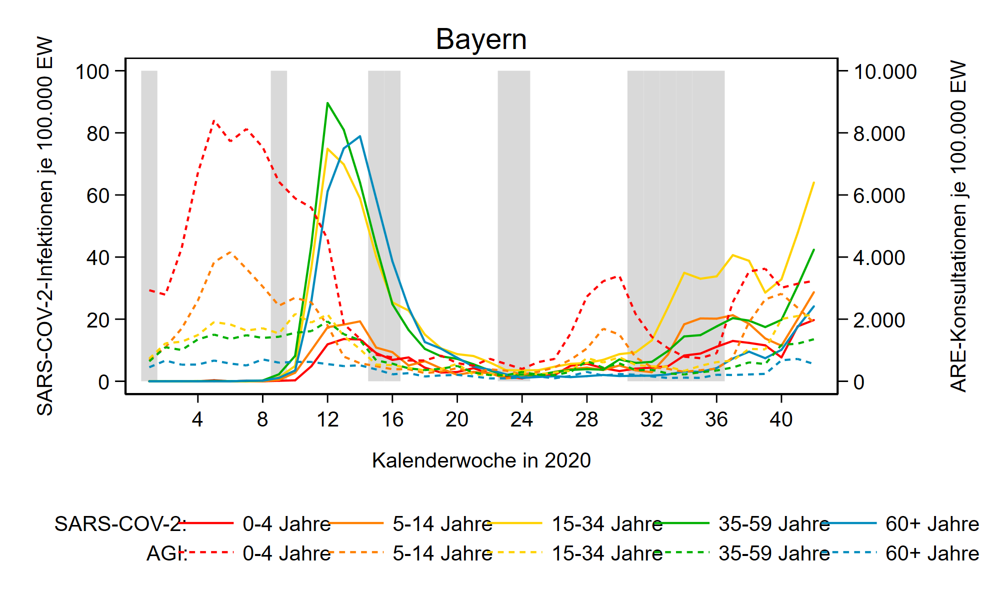 Bayern
SARS-COV-2-Infektionen je 100.000 EW
100
80
60
40
20
0
10.000
8.000
6.000
4.000
2.000
0
ARE-Konsultationen je 100.000 EW
4 8 12 16 20 24 28 32 36 40
Kalenderwoche in 2020
SARS-COV-2: 0-4 Jahre 5-14 Jahre 15-34 Jahre 35-59 Jahre 60+ Jahre
AGI: 0-4 Jahre 5-14 Jahre 15-34 Jahre 35-59 Jahre 60+ Jahre